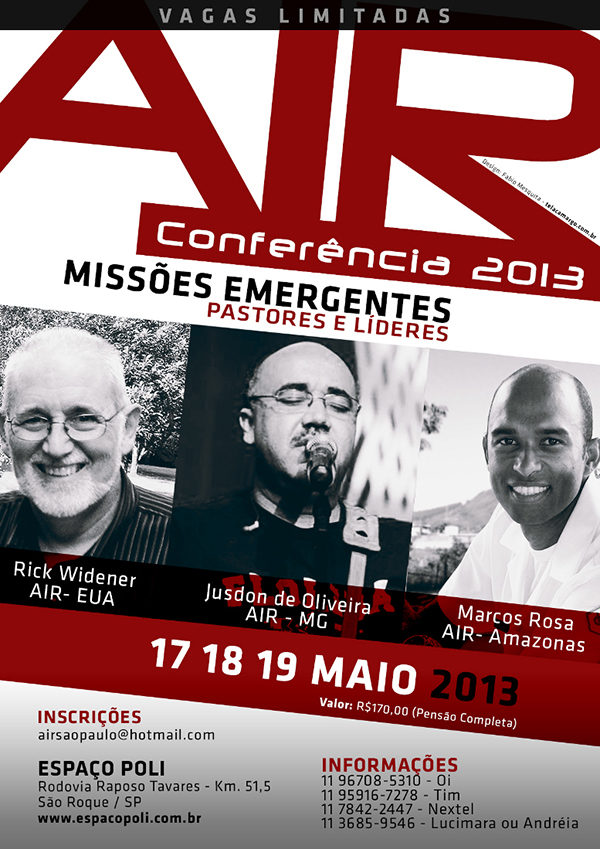 VAGAS LIMITADAS
AIR
Design: Fabio Mesquita - telacamargo.com.br
Conferência 2013
MISSÕES EMERGENTES
PASTORES E LÍDERES
Rick Widener
AIR- EUA
Jusdon de Oliveira
AIR - MG
Marcos Rosa
AIR- Amazonas
17 18 19 MAIO 2013
Valor: R$170,00 (Pensão Completa)
INSCRIÇÕES
airsaopaulo@hotmail.com
ESPAÇO POLI
Rodovia Raposo Tavares - Km. 51,5
São Roque / SP
www.espacopoli.com.br
INFORMAÇÕES
11 96708-5310 - Oi
11 95916-7278 - Tim
11 7842-2447 - Nextel
11 3685-9546 - Lucimara ou Andréia